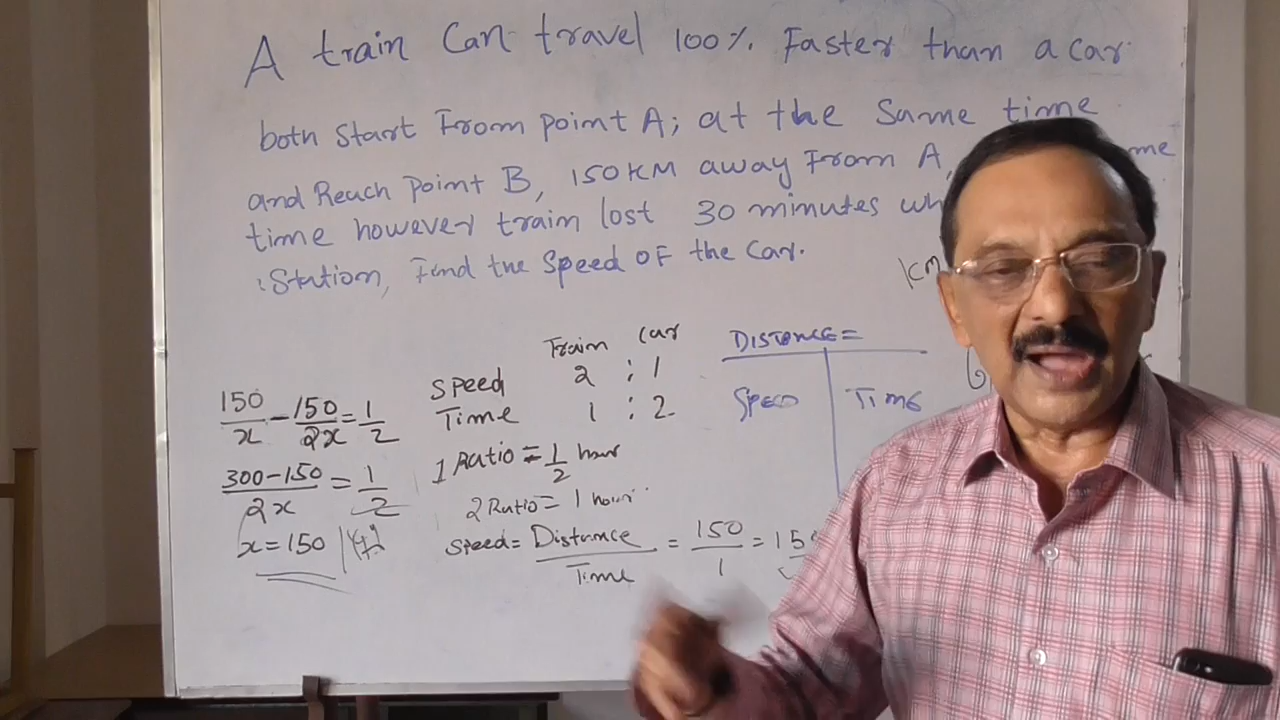 A train Can travel 100% Faster than a car
both Start From point A; at the Same time
and Reach point B, 150KM away From A, me
time however train lost 30 minutes wh
Station, Find the Speed OF the Car.
KM
Train Car
Speed 2 : 1
Time 1 : 2
1 Ratio = 1/2 hour
2 Ratio = 1 hour
Speed = Distance/Time = 150/1 = 150
150/x - 150/2x = 1/2
300-150/2x = 1/2
x = 150
DISTANCE =
SPEED TIME